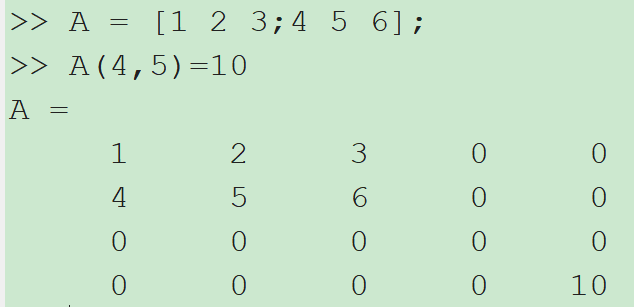 >> A = [1 2 3;4 5 6];
>> A(4,5)=10
A =
1 2 3 0 0
4 5 6 0 0
0 0 0 0 0
0 0 0 0 10